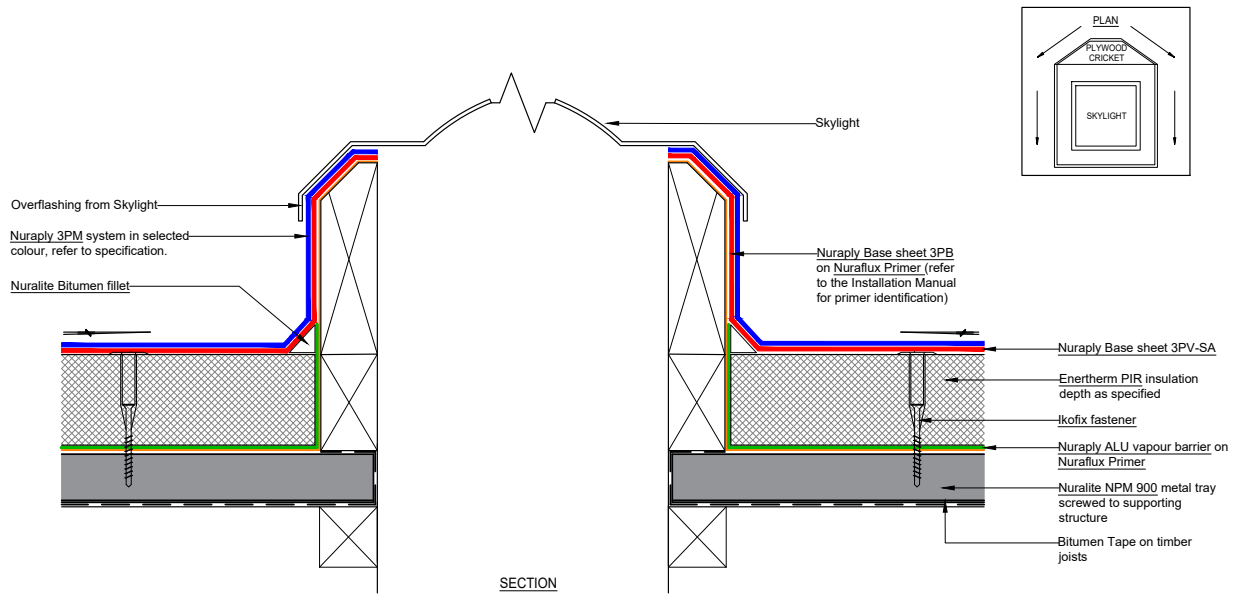 PLAN
PLYWOOD
CRICKET
SKYLIGHT
Skylight
Overflashing from Skylight
Nuraply 3PM system in selected
colour, refer to specification.
Nuralite Bitumen fillet
Nuraply Base sheet 3PB
on Nuraflux Primer (refer
to the Installation Manual
for primer identification)
Nuraply Base sheet 3PV-SA
Enertherm PIR insulation
depth as specified
Ikofix fastener
Nuraply ALU vapour barrier on
Nuraflux Primer
Nuralite NPM 900 metal tray
screwed to supporting
structure
Bitumen Tape on timber
joists
SECTION